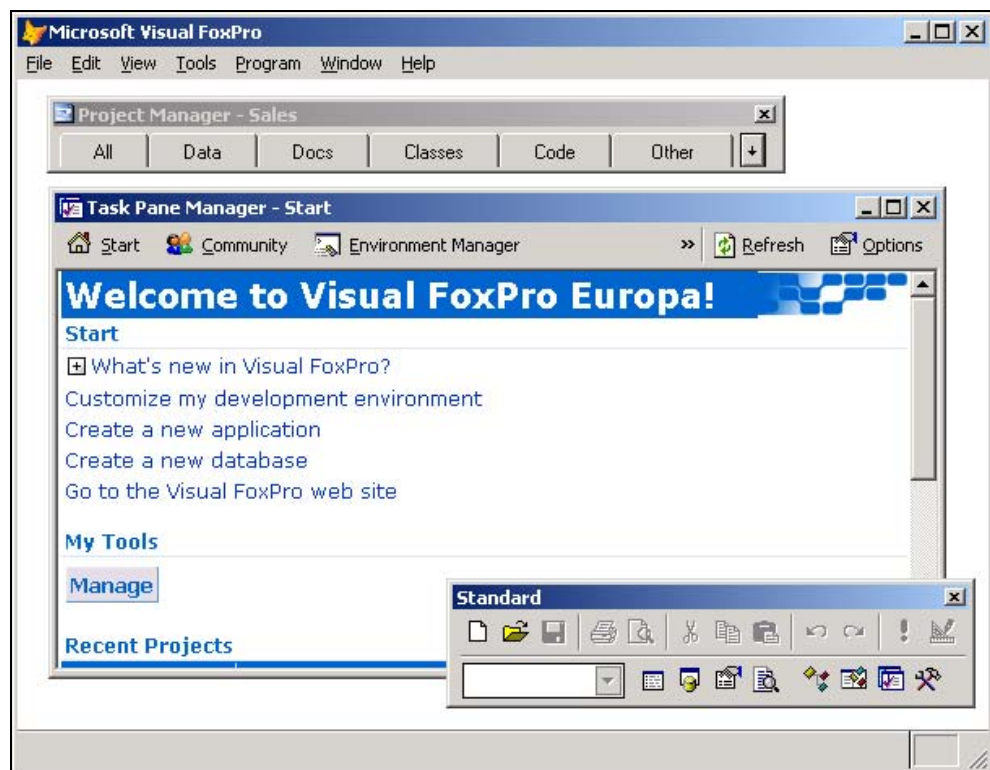 Microsoft Visual FoxPro
File Edit View Tools Program Window Help
Project Manager - Sales
All Data Docs Classes Code Other
Task Pane Manager - Start
Start Community Environment Manager » Refresh Options
Welcome to Visual FoxPro Europa!
Start
What's new in Visual FoxPro?
Customize my development environment
Create a new application
Create a new database
Go to the Visual FoxPro web site
My Tools
Manage
Recent Projects
Standard